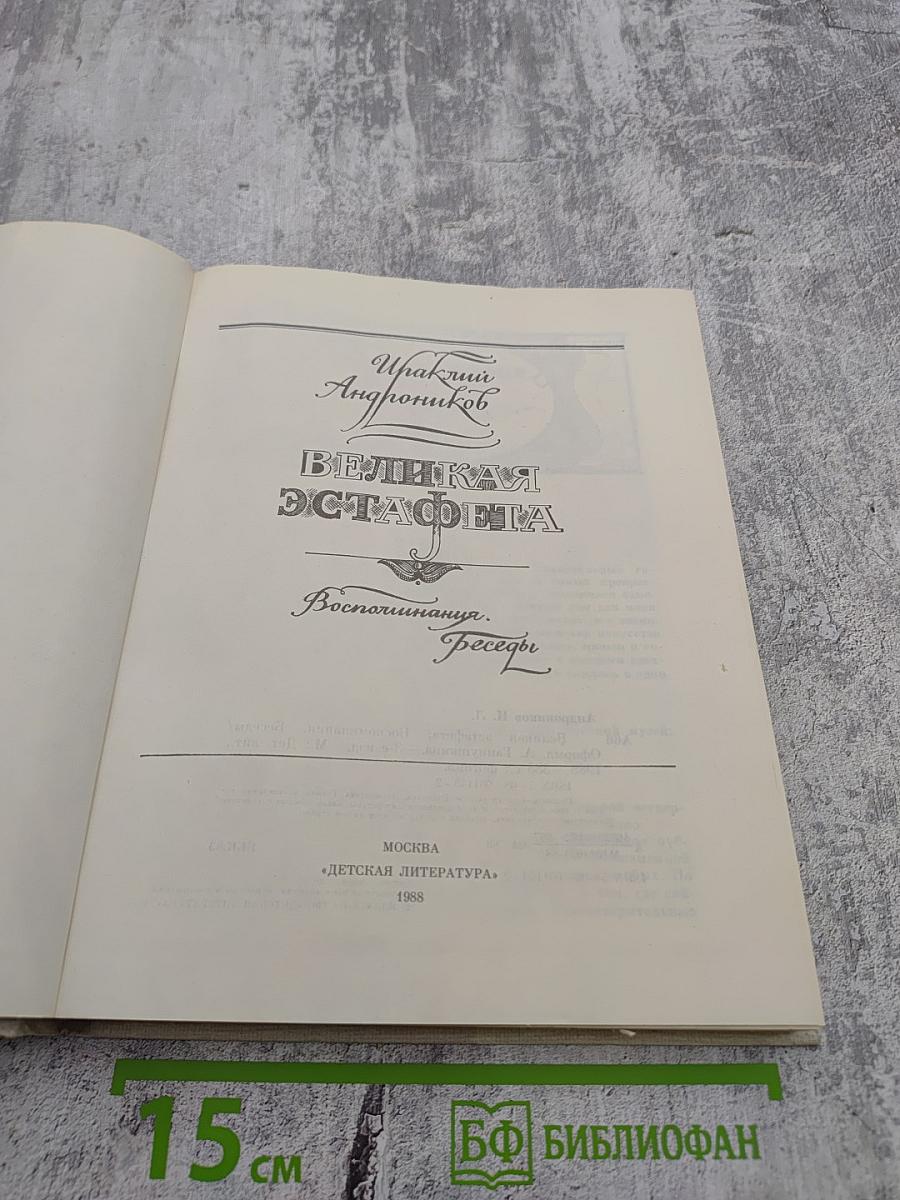 Ираклий
Андроников
ВЕЛИКАЯ
ЭСТАФЕТА
Воспоминания.
Беседы
МОСКВА
«ДЕТСКАЯ ЛИТЕРАТУРА»
1988
15 см
БФ БИБЛИОФАН